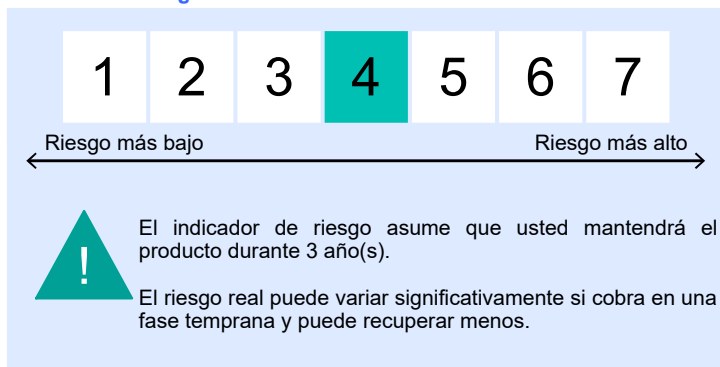 1 2 3 4 5 6 7
Riesgo más bajo Riesgo más alto
!
El indicador de riesgo asume que usted mantendrá el
producto durante 3 año(s).
El riesgo real puede variar significativamente si cobra en una
fase temprana y puede recuperar menos.